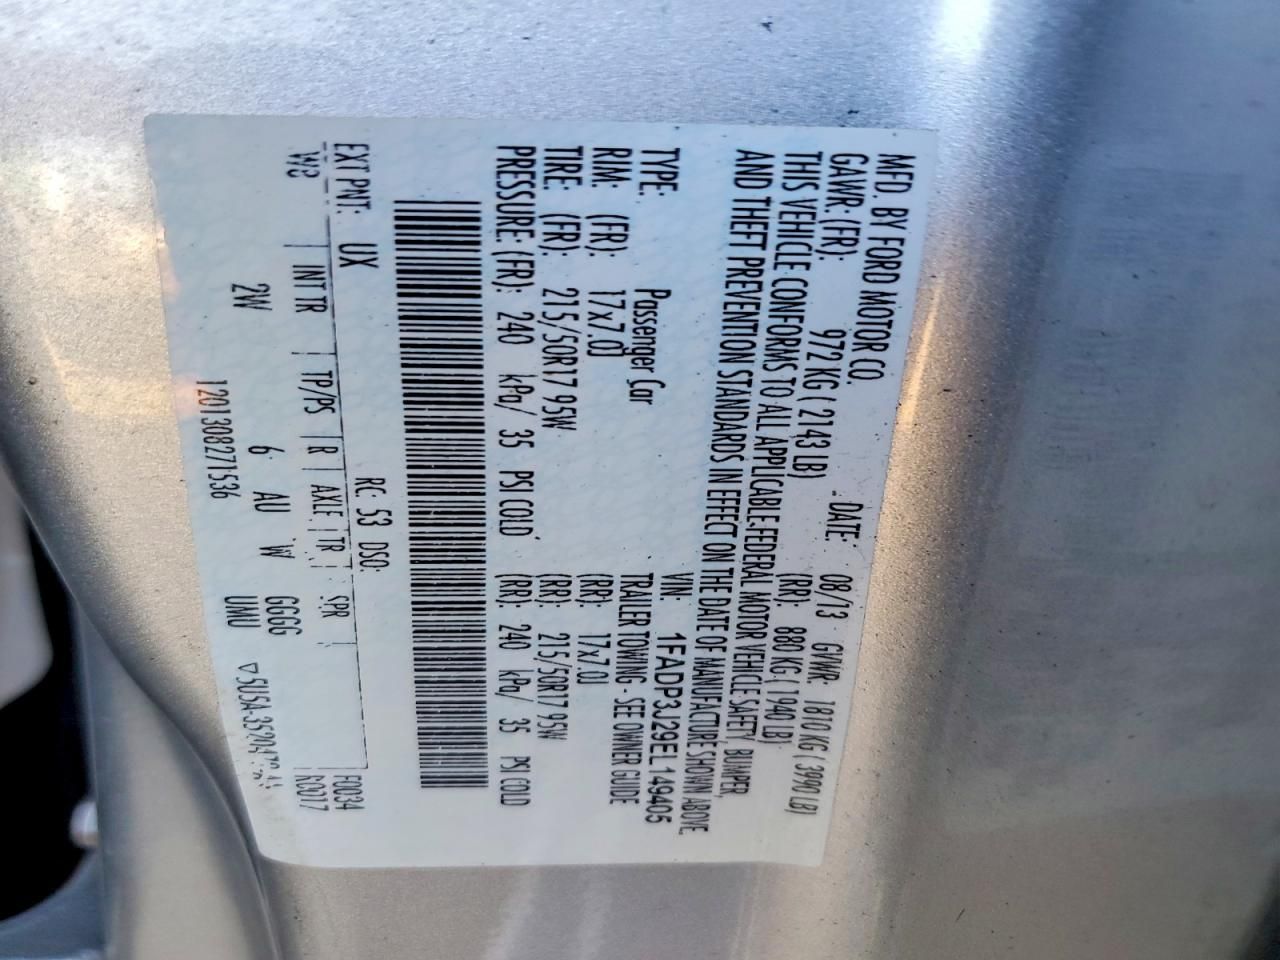 MFD. BY FORD MOTOR CO.
DATE: 08/13 GVWR: 1810 KG ( 3990 LB)
GAWR: (FR): 972 KG ( 2143 LB) (RR): 880 KG ( 1940 LB)
THIS VEHICLE CONFORMS TO ALL APPLICABLE FEDERAL MOTOR VEHICLE SAFETY, BUMPER,
AND THEFT PREVENTION STANDARDS IN EFFECT ON THE DATE OF MANUFACTURE SHOWN ABOVE.
VIN: 1FADP3J29EL149405
TYPE: Passenger Car TRAILER TOWING - SEE OWNER GUIDE
RIM: (FR): 17x7.0J (RR): 17x7.0J
TIRE: (FR): 215/50R17 95W (RR): 215/50R17 95W
PRESSURE: (FR): 240 kPa/ 35 PSI COLD (RR): 240 kPa/ 35 PSI COLD
EXT PNT: UX RC: 53 DSO: F0034
INT TR TP/PS R AXLE TR SPR
2W 6 AU W GGGG
UMU
1201308271536